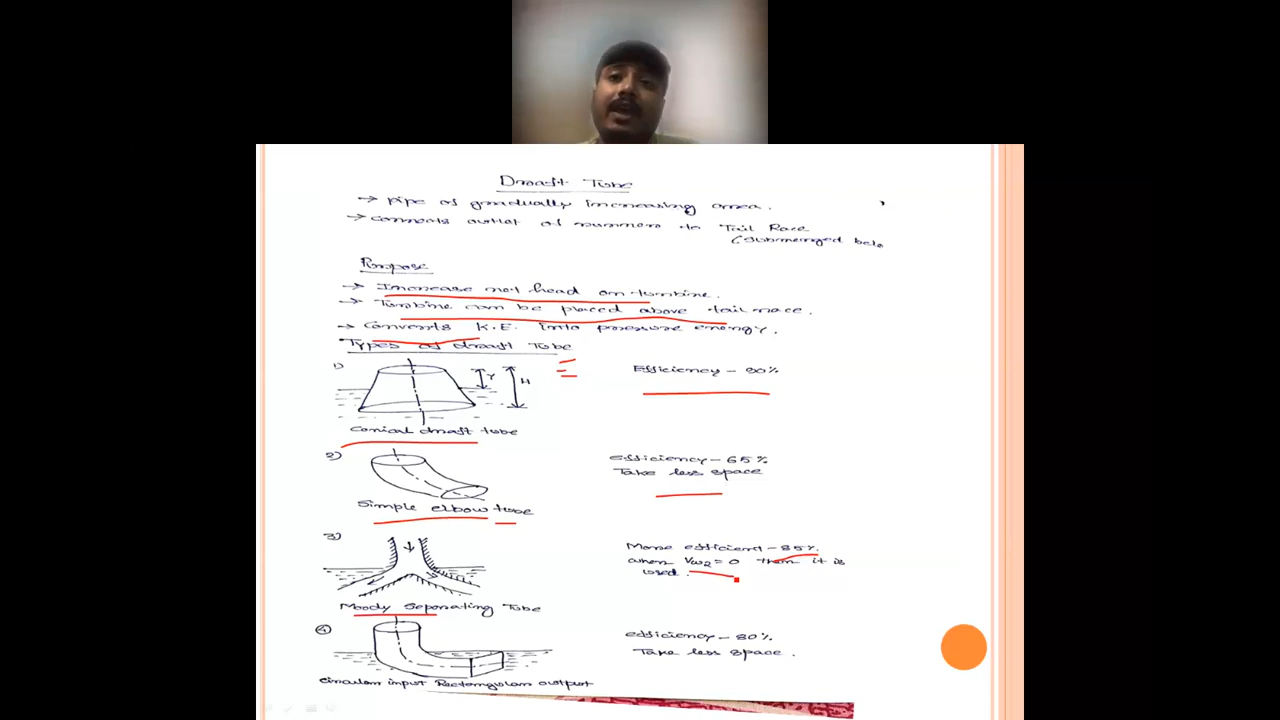 Draft Tube
→ Pipe of gradually increasing area.
→ connects outlet of runner to Tail Race
(submerged belo
Purpose
→ Increase net head on turbine.
→ Turbine can be placed above tail race.
→ Converts K.E. into pressure energy.
Types of draft Tube
1)
Y
H
Efficiency - 90%
Conical draft tube
2)
efficiency - 65%
Take less space
Simple elbow tube
3)
More efficient - 85%
when Vw2 = 0 then it is
used.
Moody Seperating Tube
④
efficiency - 80%
Take less space.
Circular input Rectangular output